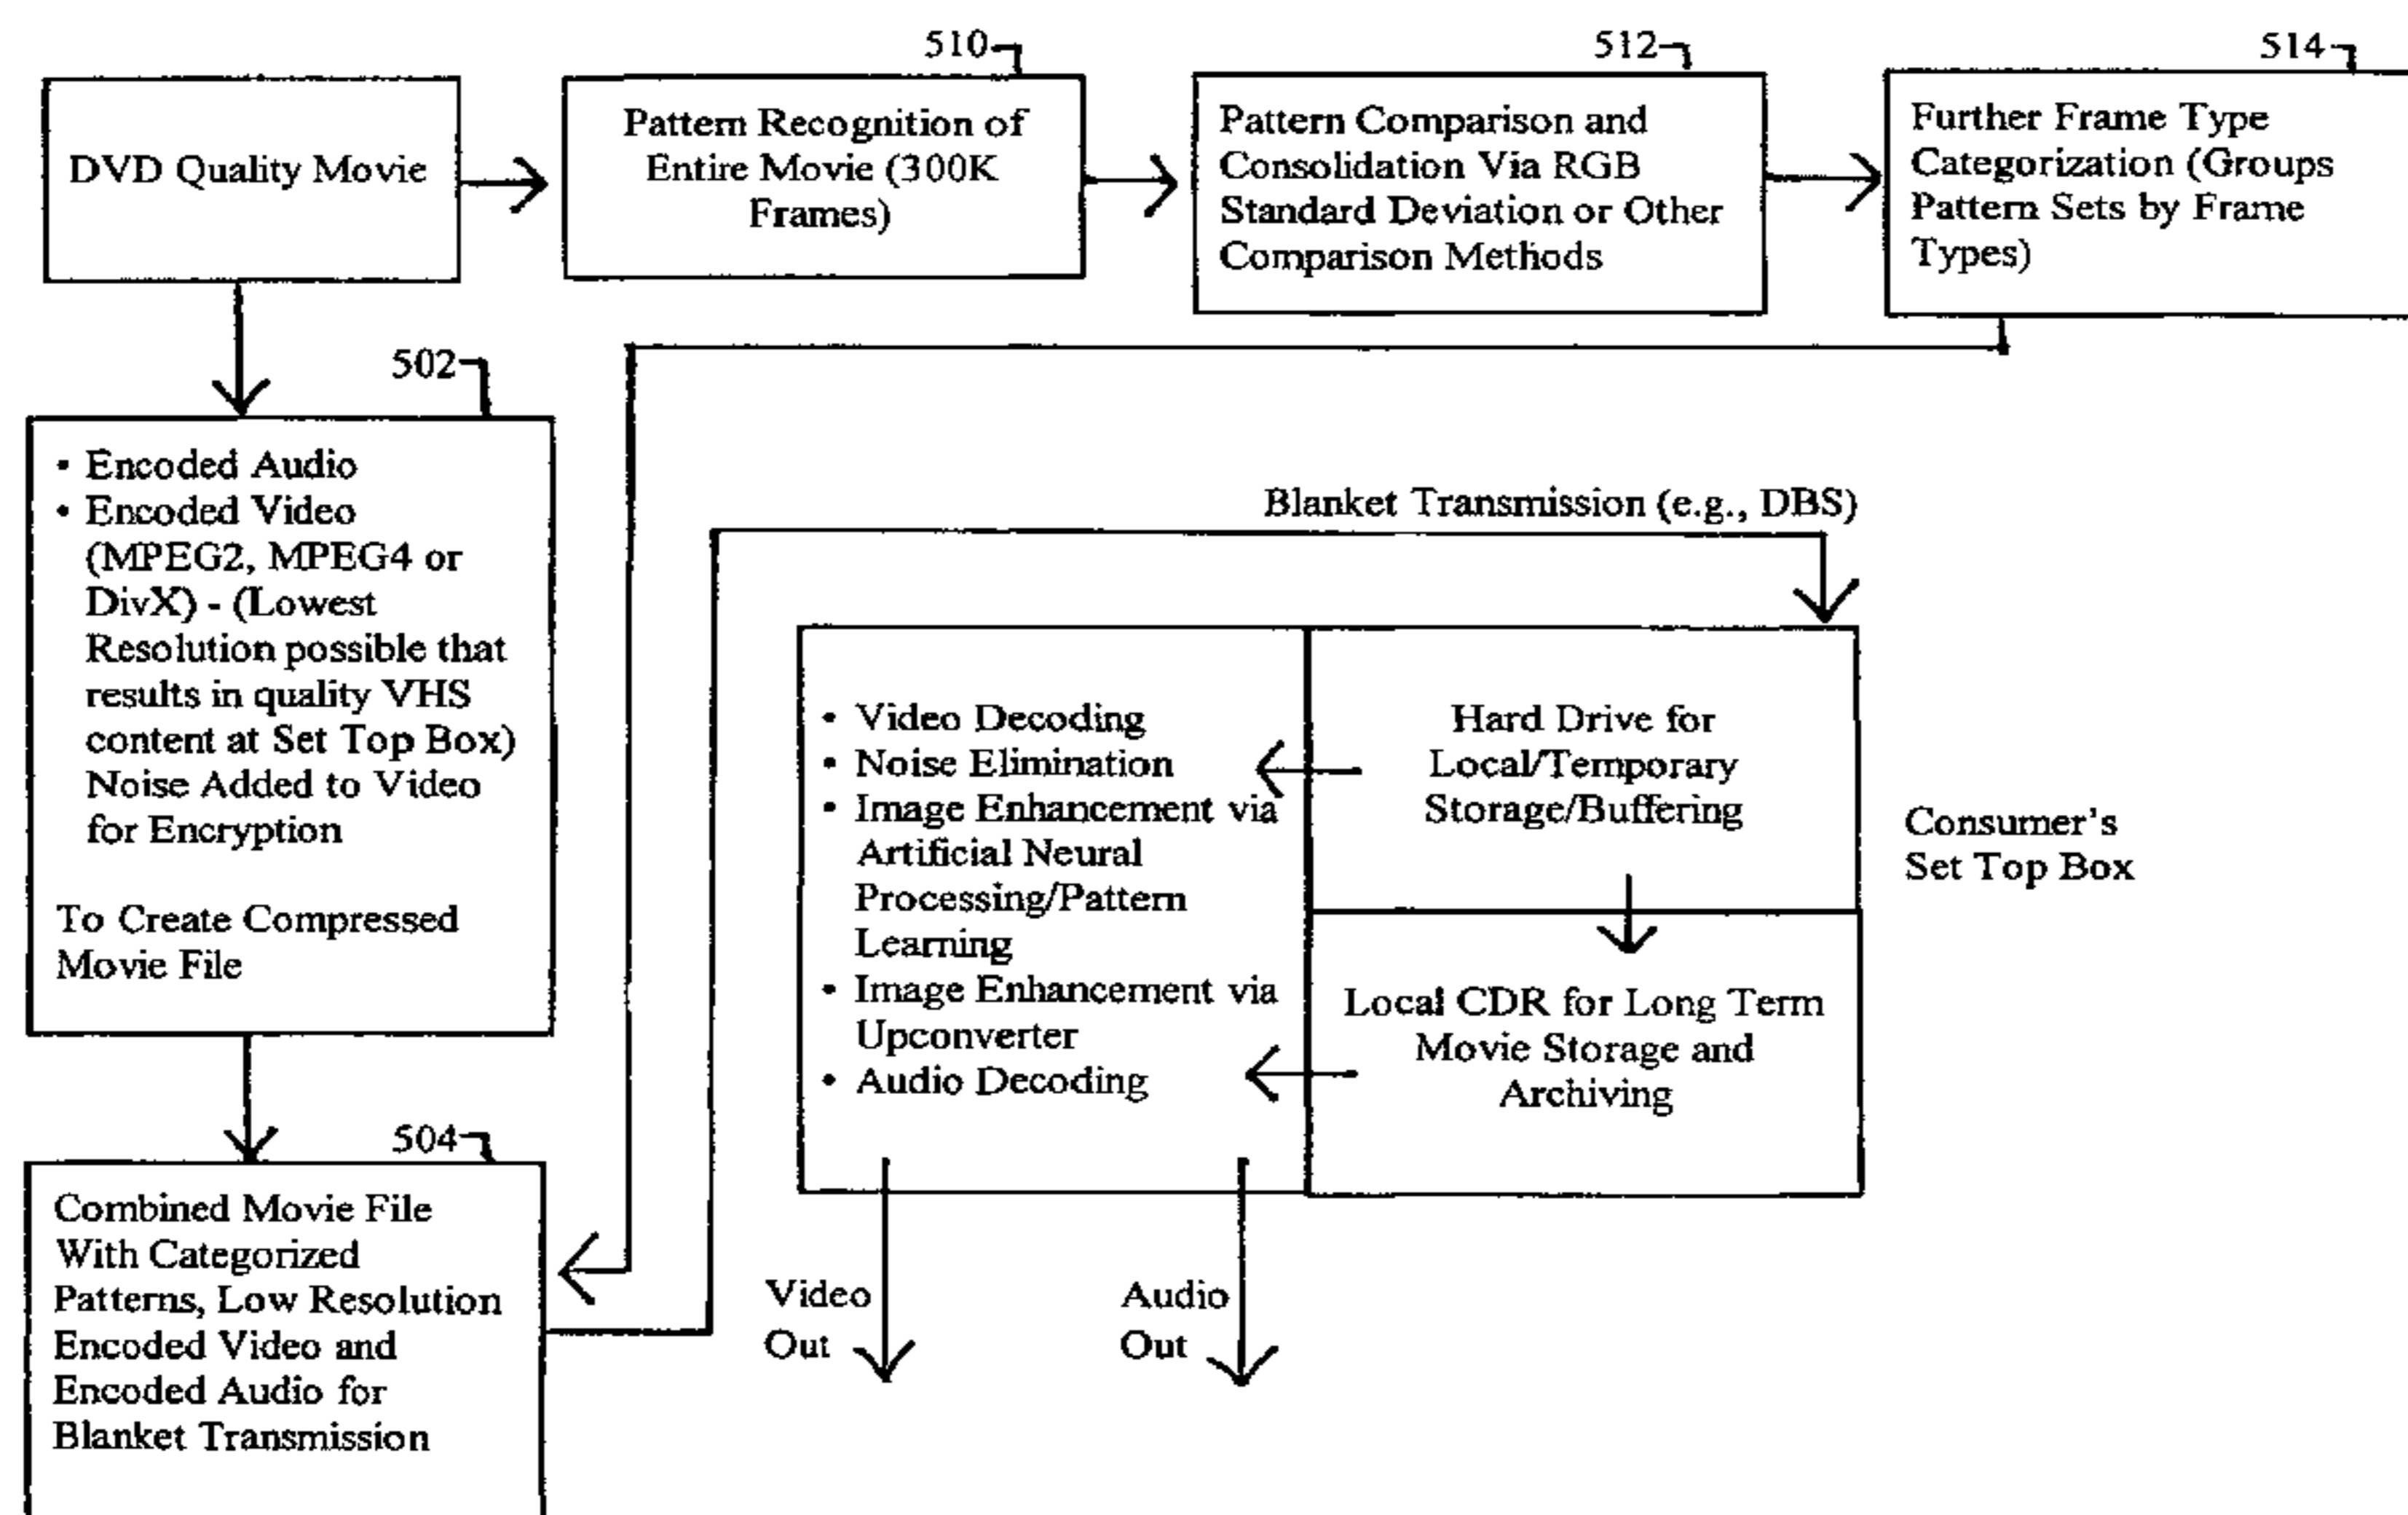 510
512
514
DVD Quality Movie
Pattern Recognition of
Entire Movie (300K
Frames)
Pattern Comparison and
Consolidation Via RGB
Standard Deviation or Other
Comparison Methods
Further Frame Type
Categorization (Groups
Pattern Sets by Frame
Types)
502
• Encoded Audio
• Encoded Video
(MPEG2, MPEG4 or
DivX) - (Lowest
Resolution possible that
results in quality VHS
content at Set Top Box)
Noise Added to Video
for Encryption
To Create Compressed
Movie File
Blanket Transmission (e.g., DBS)
• Video Decoding
• Noise Elimination
• Image Enhancement via
Artificial Neural
Processing/Pattern
Learning
• Image Enhancement via
Upconverter
• Audio Decoding
Hard Drive for
Local/Temporary
Storage/Buffering
Consumer's
Set Top Box
Local CDR for Long Term
Movie Storage and
Archiving
504
Combined Movie File
With Categorized
Patterns, Low Resolution
Encoded Video and
Encoded Audio for
Blanket Transmission
Video
Out
Audio
Out